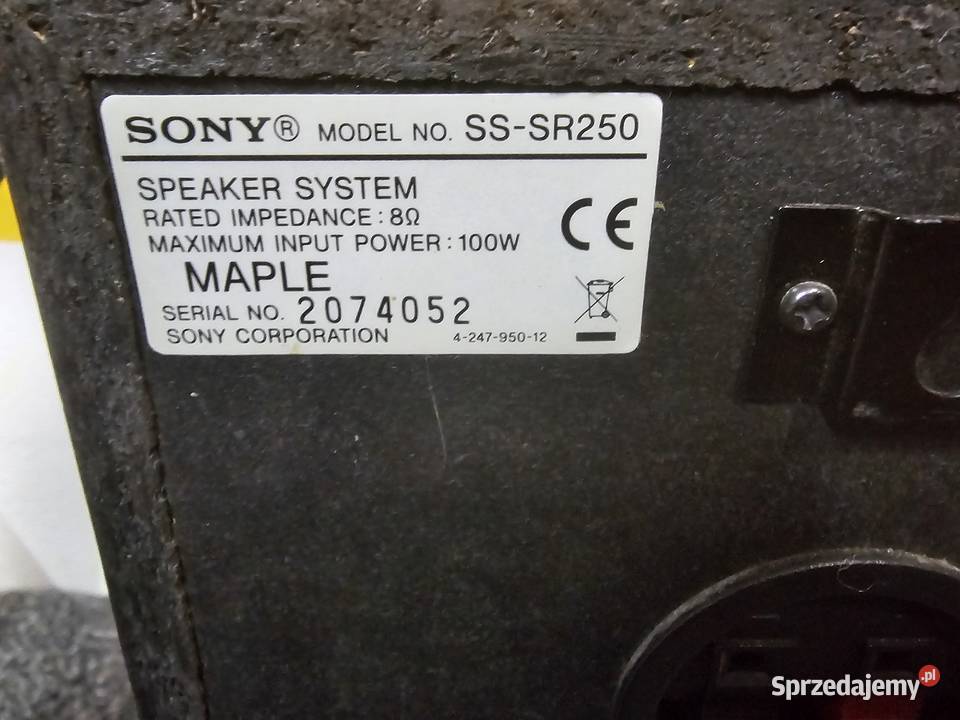 SONY® MODEL NO. SS-SR250
SPEAKER SYSTEM
RATED IMPEDANCE : 8Ω
MAXIMUM INPUT POWER : 100W
CE
MAPLE
SERIAL NO. 2074052
SONY CORPORATION 4-247-950-12
Sprzedajemy.pl